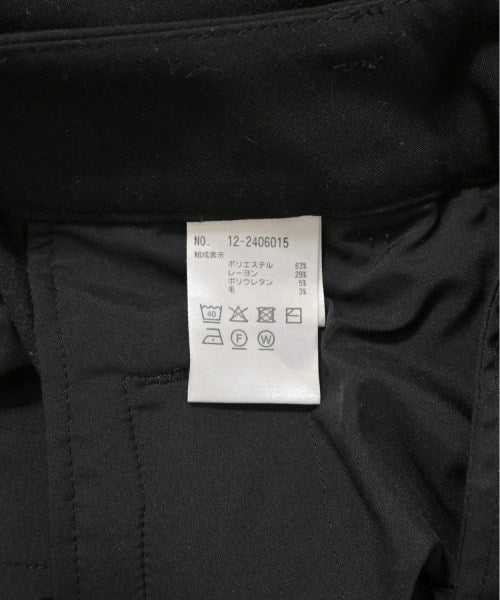 NO. 12-2406015
組成表示
ポリエステル 63%
レーヨン 29%
ポリウレタン 5%
毛 3%
40
F W